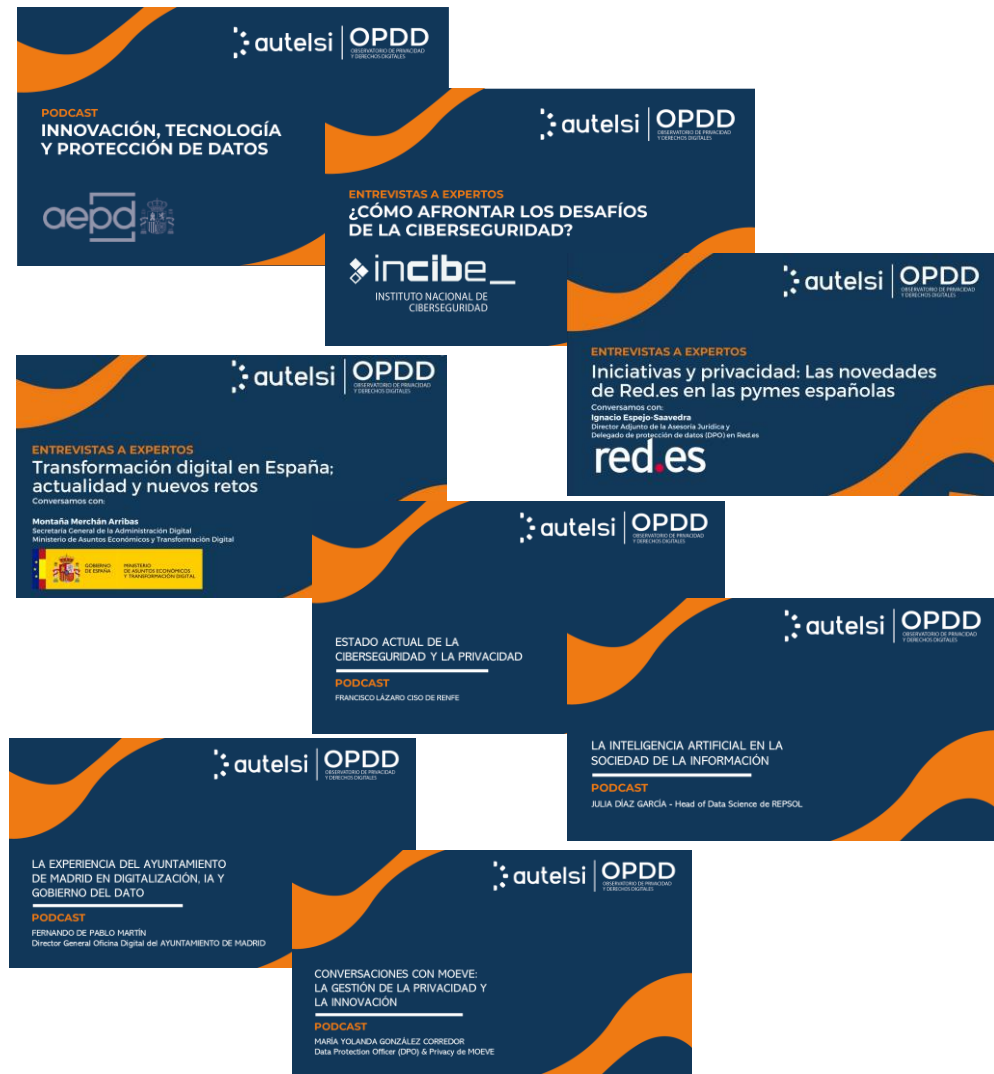 autelsi OPDD
OBSERVATORIO DE PRIVACIDAD
Y DERECHOS DIGITALES
PODCAST
INNOVACIÓN, TECNOLOGÍA
Y PROTECCIÓN DE DATOS
aepd
autelsi OPDD
OBSERVATORIO DE PRIVACIDAD
Y DERECHOS DIGITALES
ENTREVISTAS A EXPERTOS
¿CÓMO AFRONTAR LOS DESAFÍOS
DE LA CIBERSEGURIDAD?
incibe_
INSTITUTO NACIONAL DE
CIBERSEGURIDAD
autelsi OPDD
OBSERVATORIO DE PRIVACIDAD
Y DERECHOS DIGITALES
ENTREVISTAS A EXPERTOS
Iniciativas y privacidad: Las novedades
de Red.es en las pymes españolas
Conversamos con:
Ignacio Espejo-Saavedra
Director Adjunto de la Asesoría Jurídica y
Delegado de protección de datos (DPO) en Red.es
red.es
autelsi OPDD
OBSERVATORIO DE PRIVACIDAD
Y DERECHOS DIGITALES
ENTREVISTAS A EXPERTOS
Transformación digital en España;
actualidad y nuevos retos
Conversamos con:
Montaña Merchán Arribas
Secretaría General de la Administración Digital
Ministerio de Asuntos Económicos y Transformación Digital
GOBIERNO
DE ESPAÑA
MINISTERIO
DE ASUNTOS ECONÓMICOS
Y TRANSFORMACIÓN DIGITAL
autelsi OPDD
OBSERVATORIO DE PRIVACIDAD
Y DERECHOS DIGITALES
ESTADO ACTUAL DE LA
CIBERSEGURIDAD Y LA PRIVACIDAD
PODCAST
FRANCISCO LÁZARO CISO DE RENFE
autelsi OPDD
OBSERVATORIO DE PRIVACIDAD
Y DERECHOS DIGITALES
LA INTELIGENCIA ARTIFICIAL EN LA
SOCIEDAD DE LA INFORMACIÓN
PODCAST
JULIA DÍAZ GARCÍA - Head of Data Science de REPSOL
autelsi OPDD
OBSERVATORIO DE PRIVACIDAD
Y DERECHOS DIGITALES
LA EXPERIENCIA DEL AYUNTAMIENTO
DE MADRID EN DIGITALIZACIÓN, IA Y
GOBIERNO DEL DATO
PODCAST
FERNANDO DE PABLO MARTÍN
Director General Oficina Digital del AYUNTAMIENTO DE MADRID
autelsi OPDD
OBSERVATORIO DE PRIVACIDAD
Y DERECHOS DIGITALES
CONVERSACIONES CON MOEVE:
LA GESTIÓN DE LA PRIVACIDAD Y
LA INNOVACIÓN
PODCAST
MARÍA YOLANDA GONZÁLEZ CORREDOR
Data Protection Officer (DPO) & Privacy de MOEVE